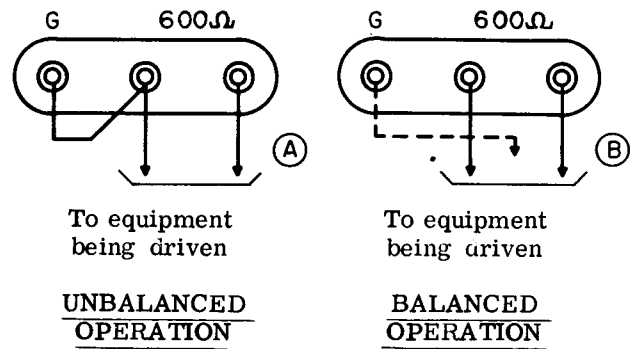 G 600Ω
A
To equipment
being driven
UNBALANCED
OPERATION
G 600Ω
B
To equipment
being driven
BALANCED
OPERATION